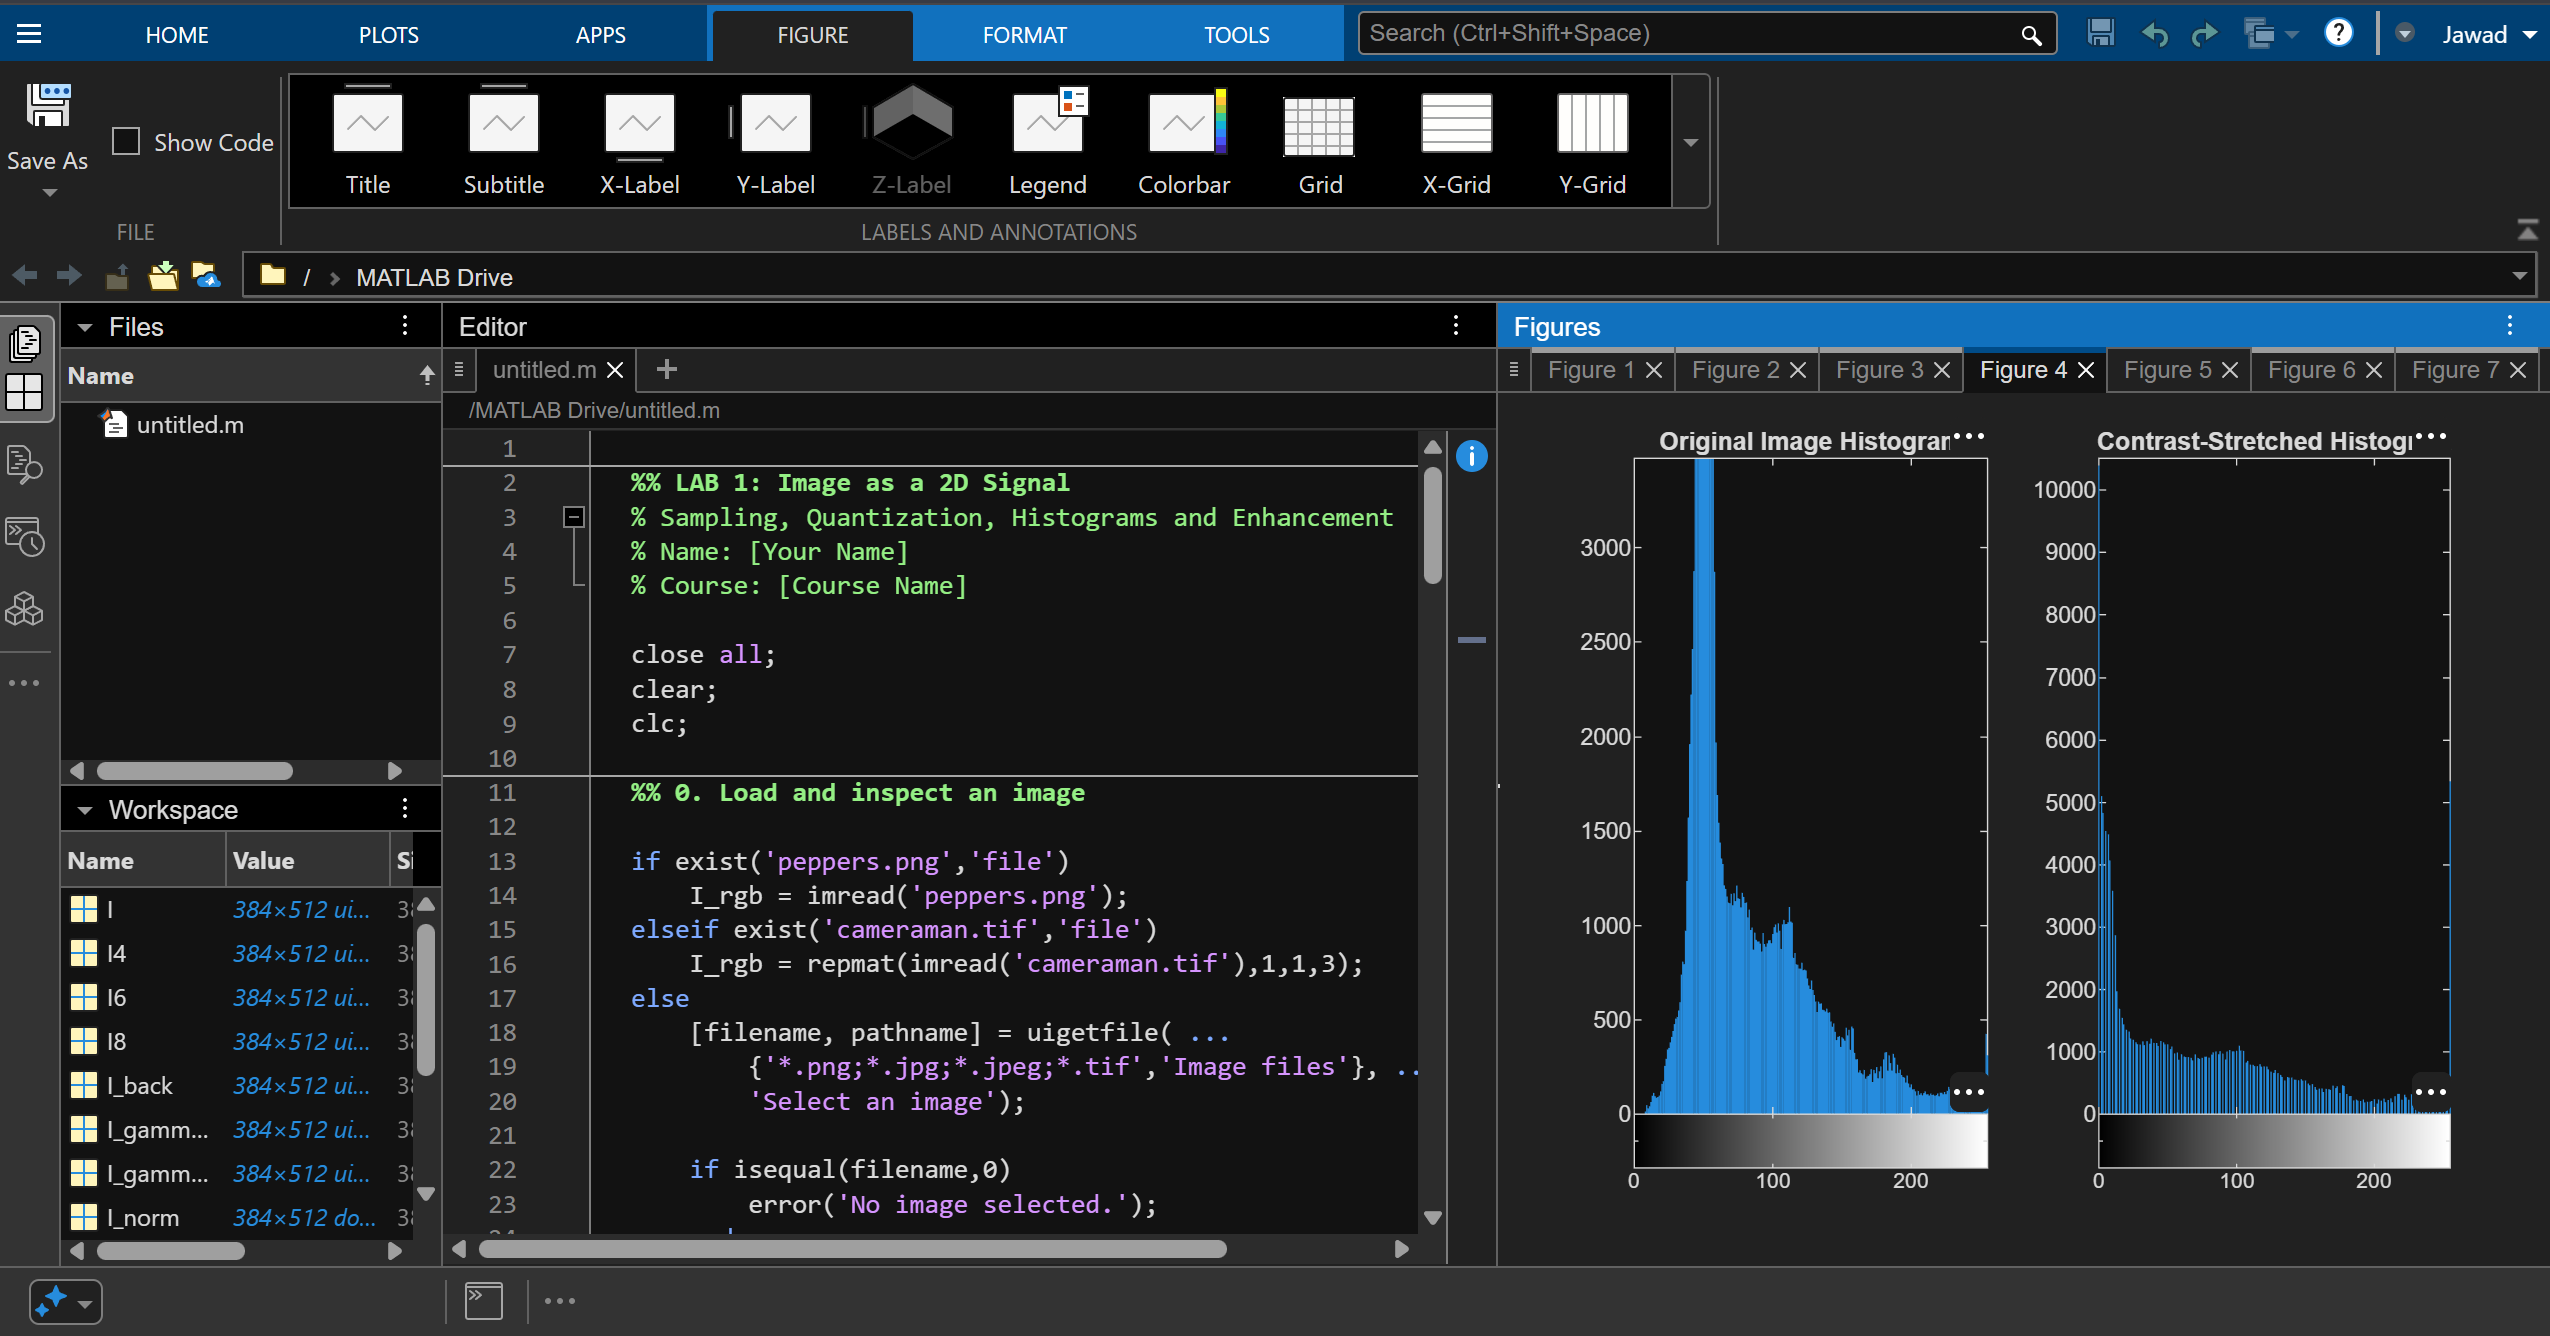 HOME PLOTS APPS FIGURE FORMAT TOOLS Search (Ctrl+Shift+Space) ? Jawad
Save As
Show Code
FILE
Title Subtitle X-Label Y-Label Z-Label Legend Colorbar Grid X-Grid Y-Grid
LABELS AND ANNOTATIONS
/ MATLAB Drive
Files
Name
untitled.m
Workspace
Name Value Si
I 384×512 ui... 38
I4 384×512 ui... 38
I6 384×512 ui... 38
I8 384×512 ui... 38
I_back 384×512 ui... 38
I_gamm... 384×512 ui... 38
I_gamm... 384×512 ui... 38
I_norm 384×512 do... 38
Editor
untitled.m
/MATLAB Drive/untitled.m
1
2 %% LAB 1: Image as a 2D Signal
3 % Sampling, Quantization, Histograms and Enhancement
4 % Name: [Your Name]
5 % Course: [Course Name]
6
7 close all;
8 clear;
9 clc;
10
11 %% 0. Load and inspect an image
12
13 if exist('peppers.png','file')
14 I_rgb = imread('peppers.png');
15 elseif exist('cameraman.tif','file')
16 I_rgb = repmat(imread('cameraman.tif'),1,1,3);
17 else
18 [filename, pathname] = uigetfile( ...
19 {'*.png;*.jpg;*.jpeg;*.tif','Image files'}, ..
20 'Select an image');
21
22 if isequal(filename,0)
23 error('No image selected.');
Figures
Figure 1 Figure 2 Figure 3 Figure 4 Figure 5 Figure 6 Figure 7
Original Image Histogran
3000
2500
2000
1500
1000
500
0
0 100 200
Contrast-Stretched Histog
10000
9000
8000
7000
6000
5000
4000
3000
2000
1000
0
0 100 200